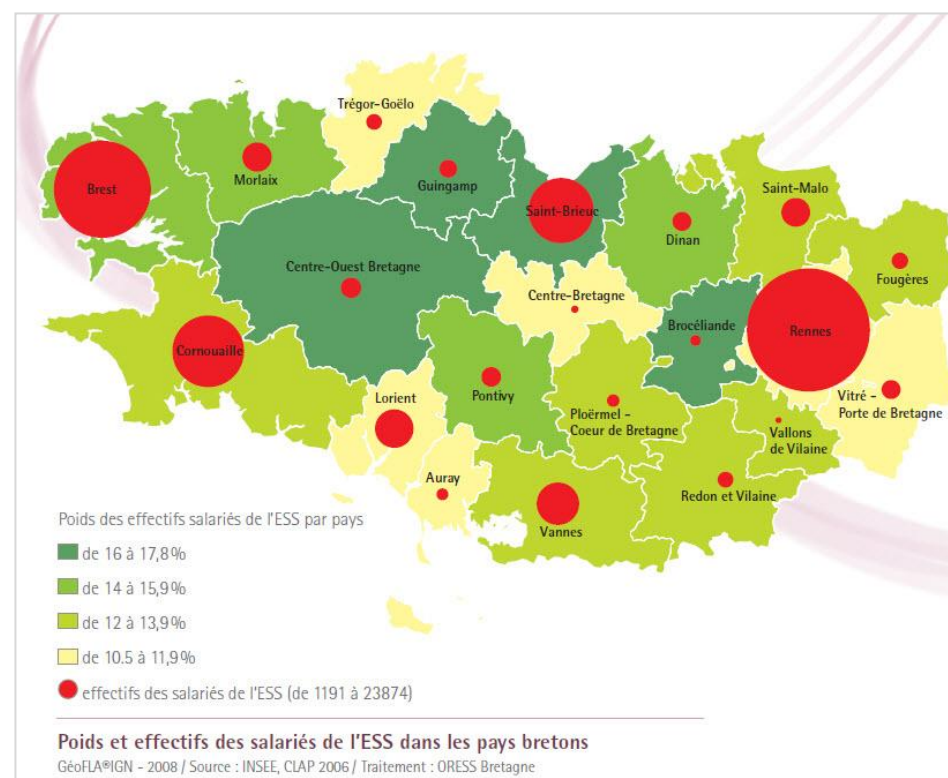 Trégor-Goëlo
Brest
Morlaix
Guingamp
Saint-Brieuc
Saint-Malo
Dinan
Fougères
Centre-Ouest Bretagne
Centre-Bretagne
Brocéliande
Rennes
Cornouaille
Lorient
Pontivy
Ploërmel -
Coeur de Bretagne
Vitré -
Porte de Bretagne
Vallons
de Vilaine
Auray
Vannes
Redon et Vilaine
Poids des effectifs salariés de l'ESS par pays
de 16 à 17,8%
de 14 à 15,9%
de 12 à 13,9%
de 10.5 à 11,9%
effectifs des salariés de l'ESS (de 1191 à 23874)
Poids et effectifs des salariés de l'ESS dans les pays bretons
GéoFLA®IGN - 2008 / Source : INSEE, CLAP 2006 / Traitement : ORESS Bretagne